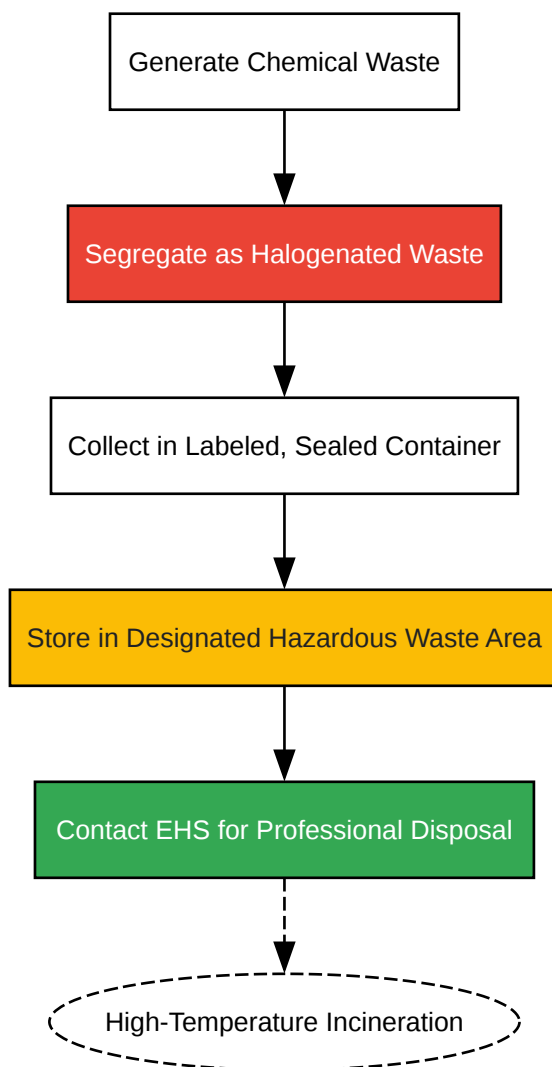 Generate Chemical Waste
Segregate as Halogenated Waste
Collect in Labeled, Sealed Container
Store in Designated Hazardous Waste Area
Contact EHS for Professional Disposal
High-Temperature Incineration